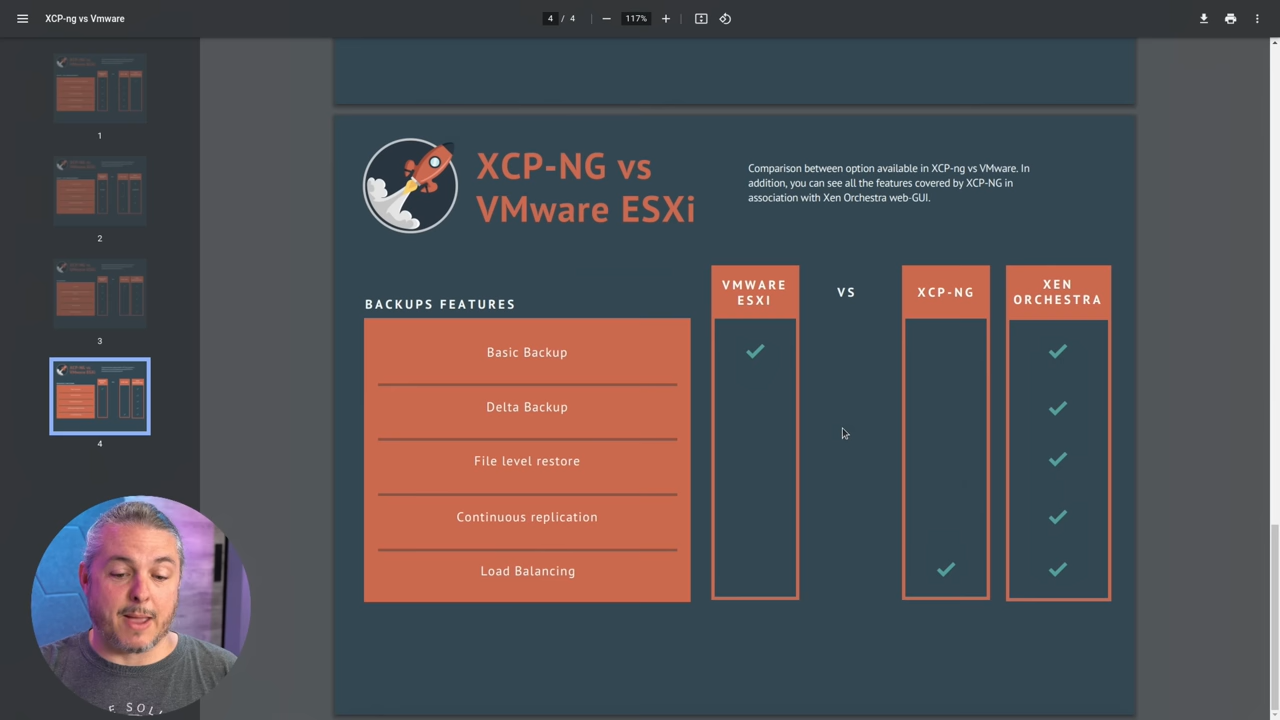 XCP-ng vs Vmware
4 / 4
117%
1
2
3
4
XCP-NG vs
VMware ESXi
Comparison between option available in XCP-ng vs VMware. In
addition, you can see all the features covered by XCP-NG in
association with Xen Orchestra web-GUI.
BACKUPS FEATURES
VMWARE
ESXI
VS
XCP-NG
XEN
ORCHESTRA
Basic Backup
Delta Backup
File level restore
Continuous replication
Load Balancing